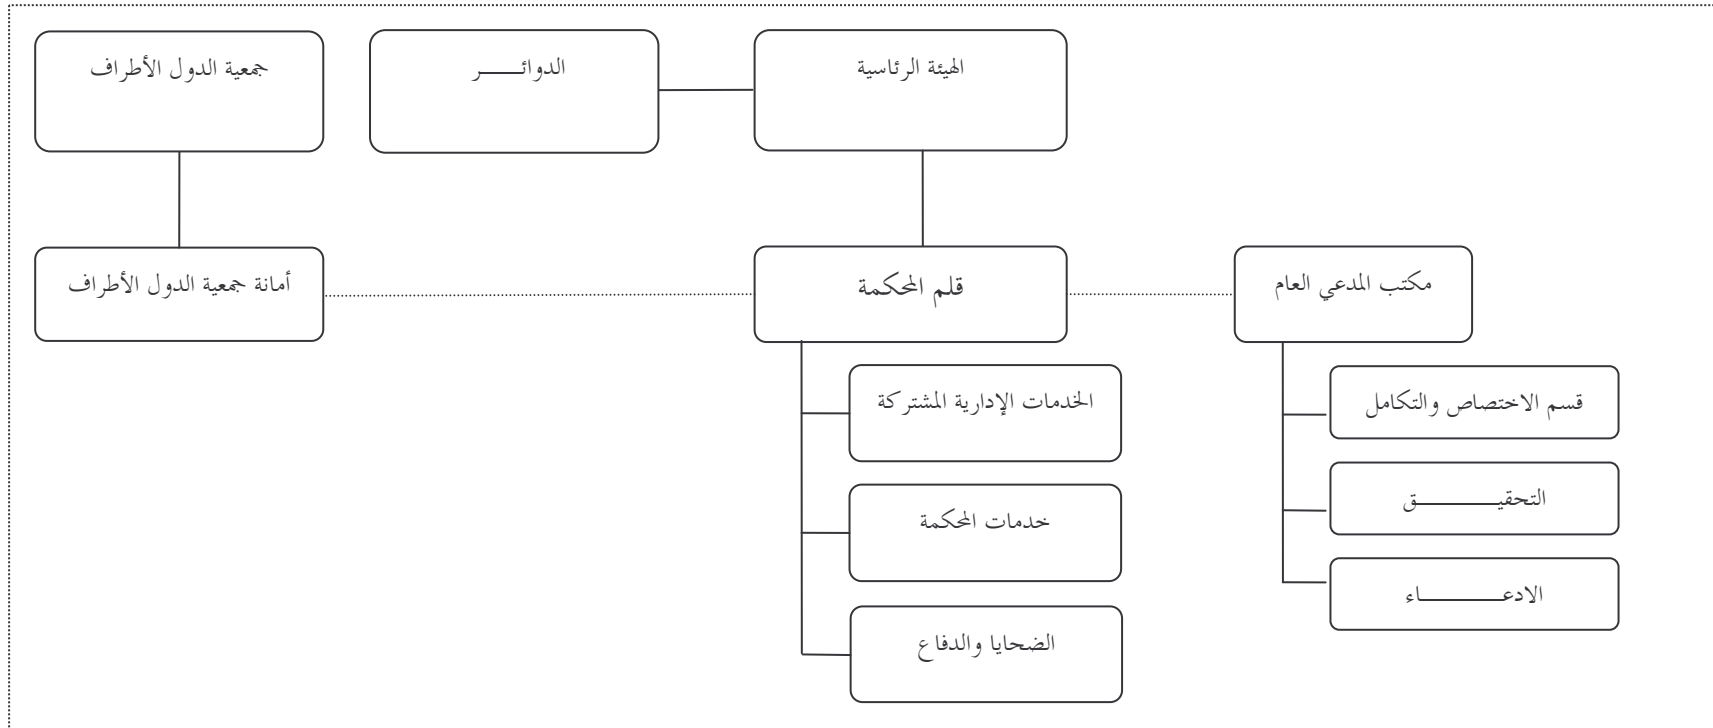 الهيئة الرئاسية
الدوائـــــر
جمعية الدول الأطراف
مكتب المدعي العام
قلم المحكمة
أمانة جمعية الدول الأطراف
قسم الاختصاص والتكامل
التحقيـــــــــق
الادعـــــــــاء
الخدمات الإدارية المشتركة
خدمات المحكمة
الضحايا والدفاع